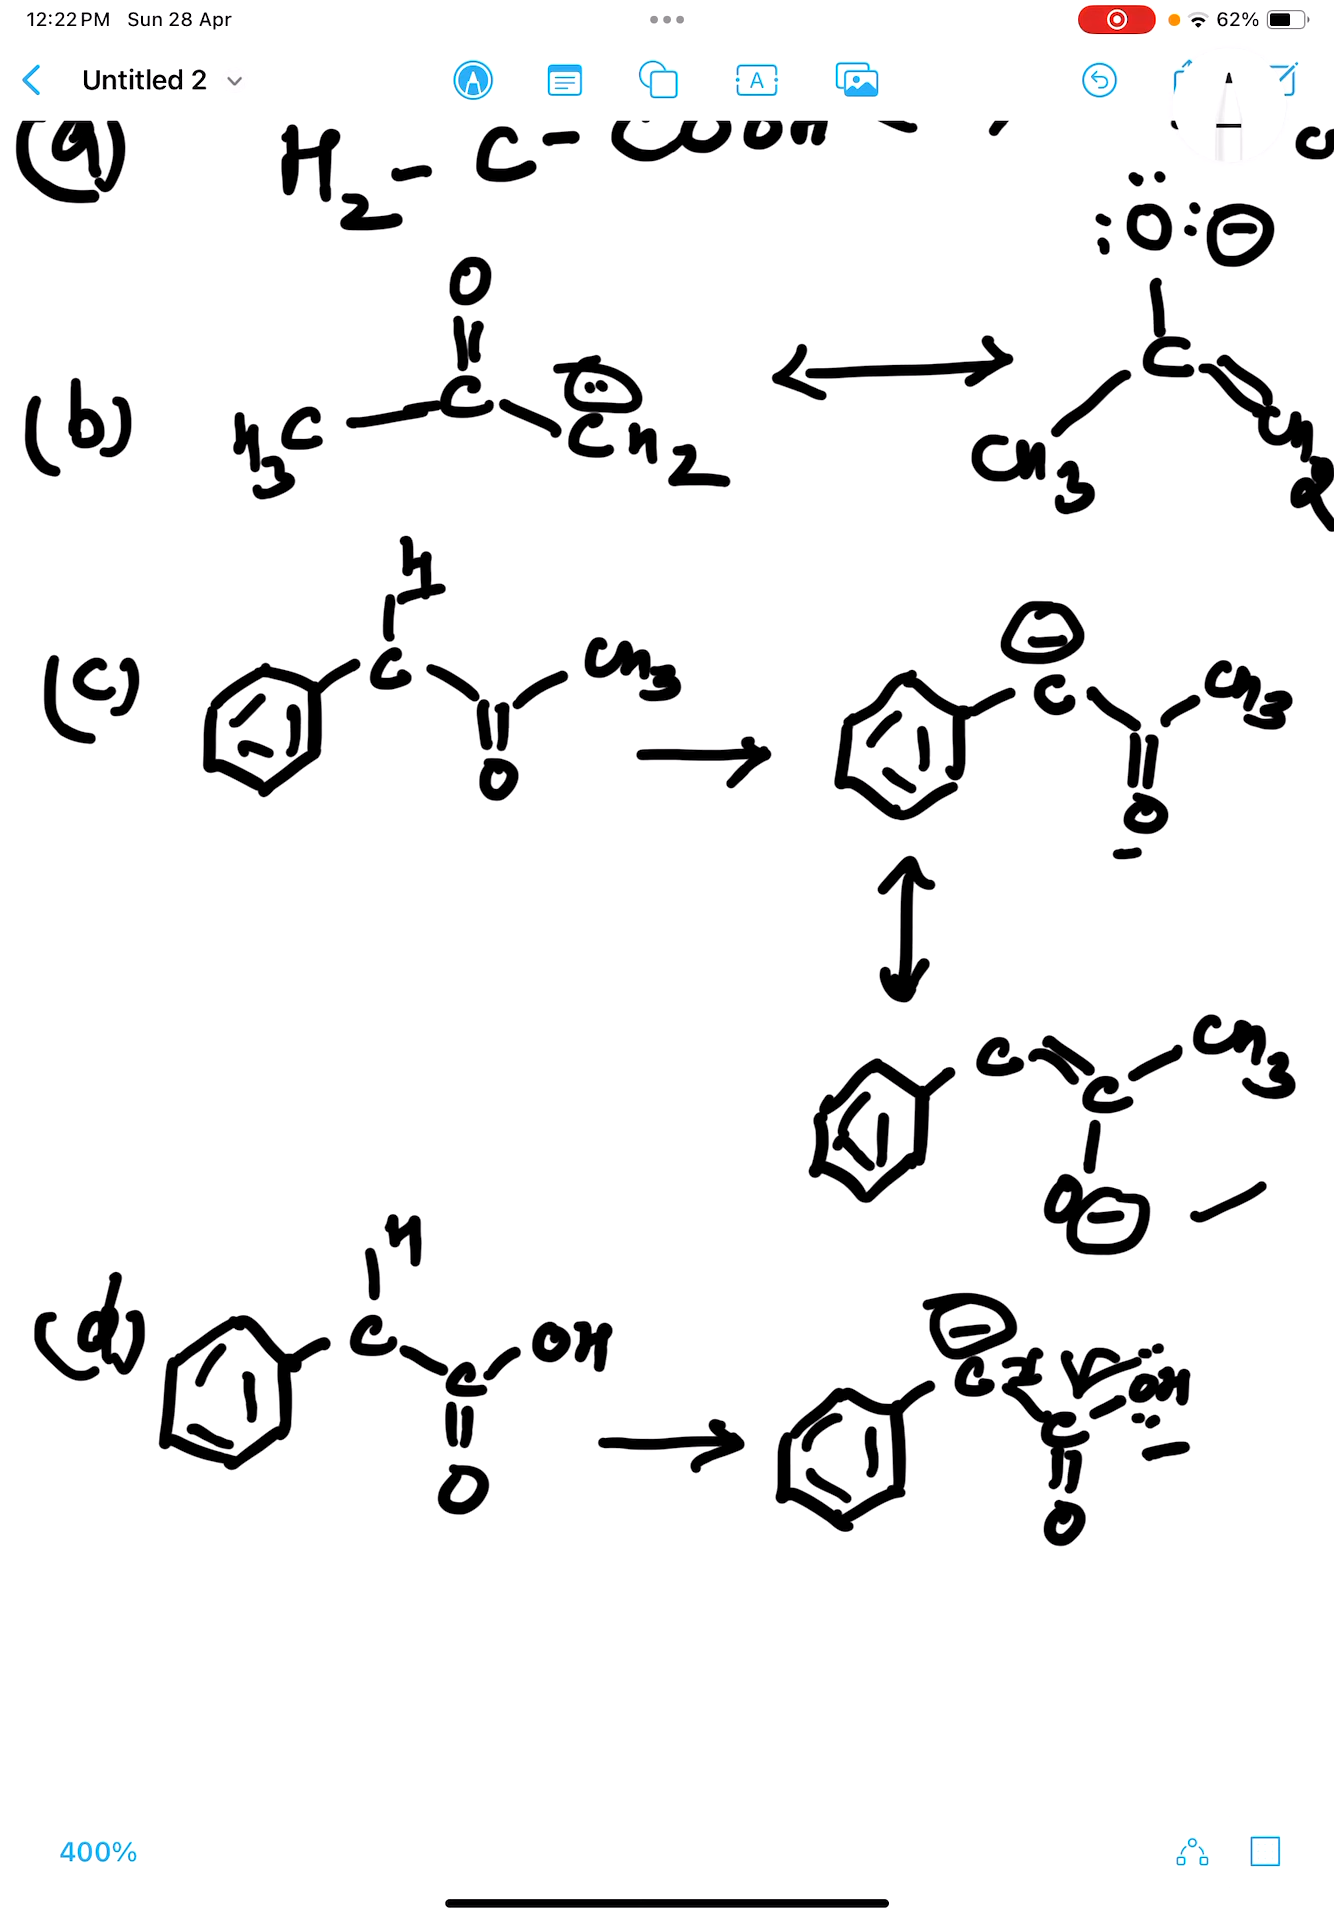 12:22 PM Sun 28 Apr
62%
Untitled 2
A
(a) H2 - C - COOH
:Ö: ⊖
O
C
(b) H3C C C̈H2
CH3 CH2
H
(c) C CH3
O
⊖
C CH3
O
-
C C CH3
O⊖
H
(d) C C OH
O
⊖
C C OH
O
400%